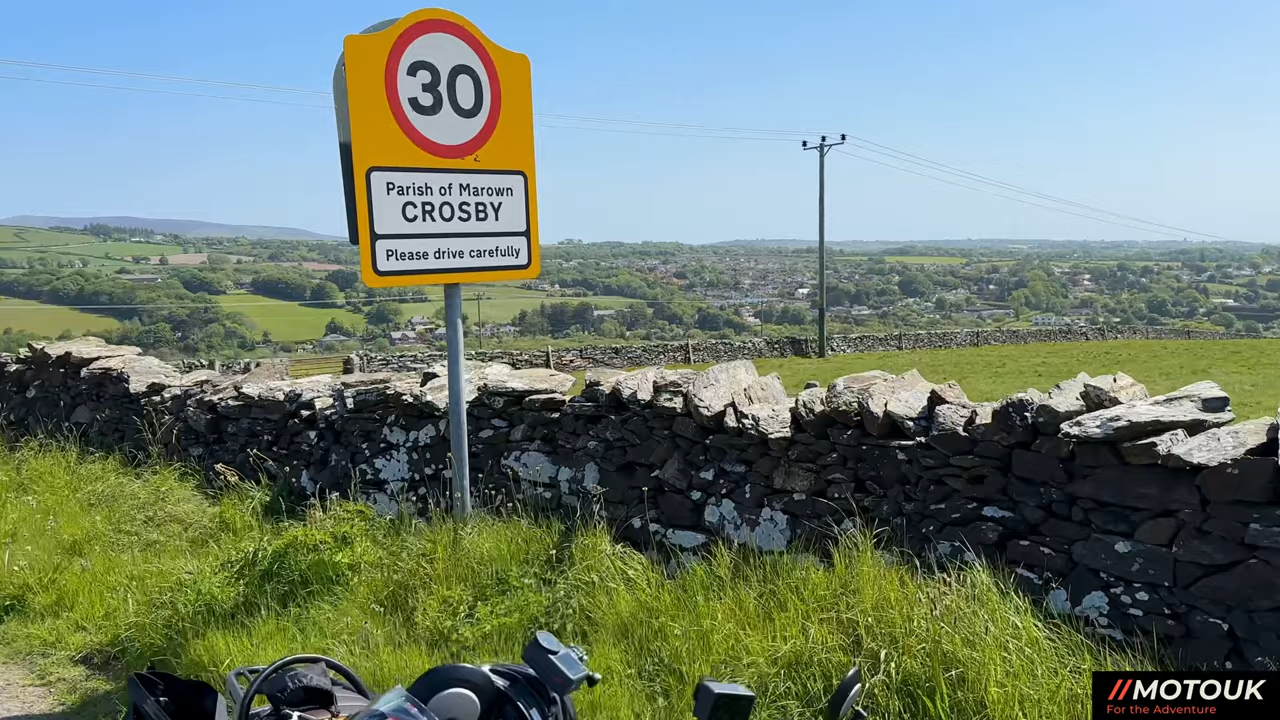 30
Parish of Marown
CROSBY
Please drive carefully
//MOTOUK
For the Adventure